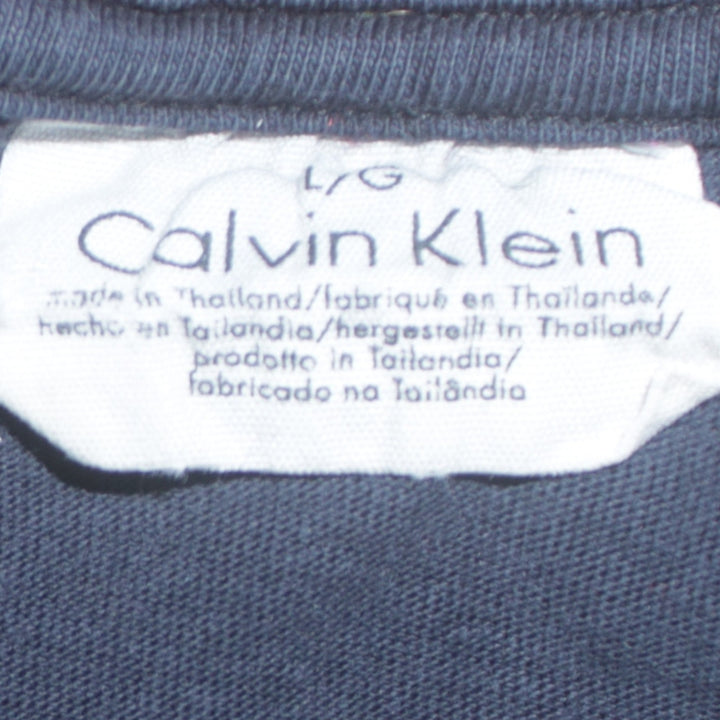 L/G
Calvin Klein
made in Thailand/fabriqué en Thaïlande/
hecho en Tailandia/hergestellt in Thailand/
prodotto in Tailandia/
fabricado na Tailândia